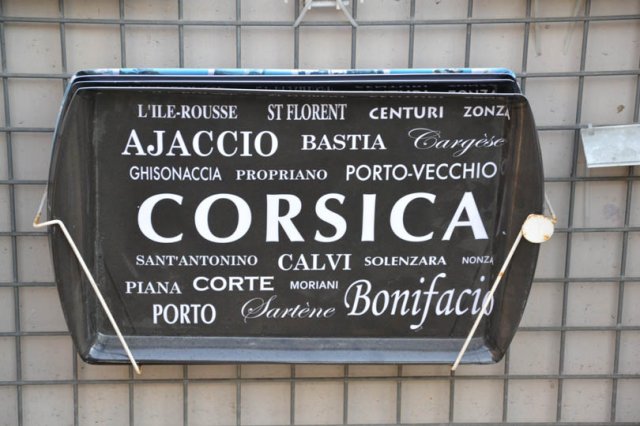 L'ILE-ROUSSE ST FLORENT CENTURI ZONZA
AJACCIO BASTIA Cargèse
GHISONACCIA PROPRIANO PORTO-VECCHIO
CORSICA
SANT'ANTONINO CALVI SOLENZARA NONZA
PIANA CORTE MORIANI Bonifacio
PORTO Sartène